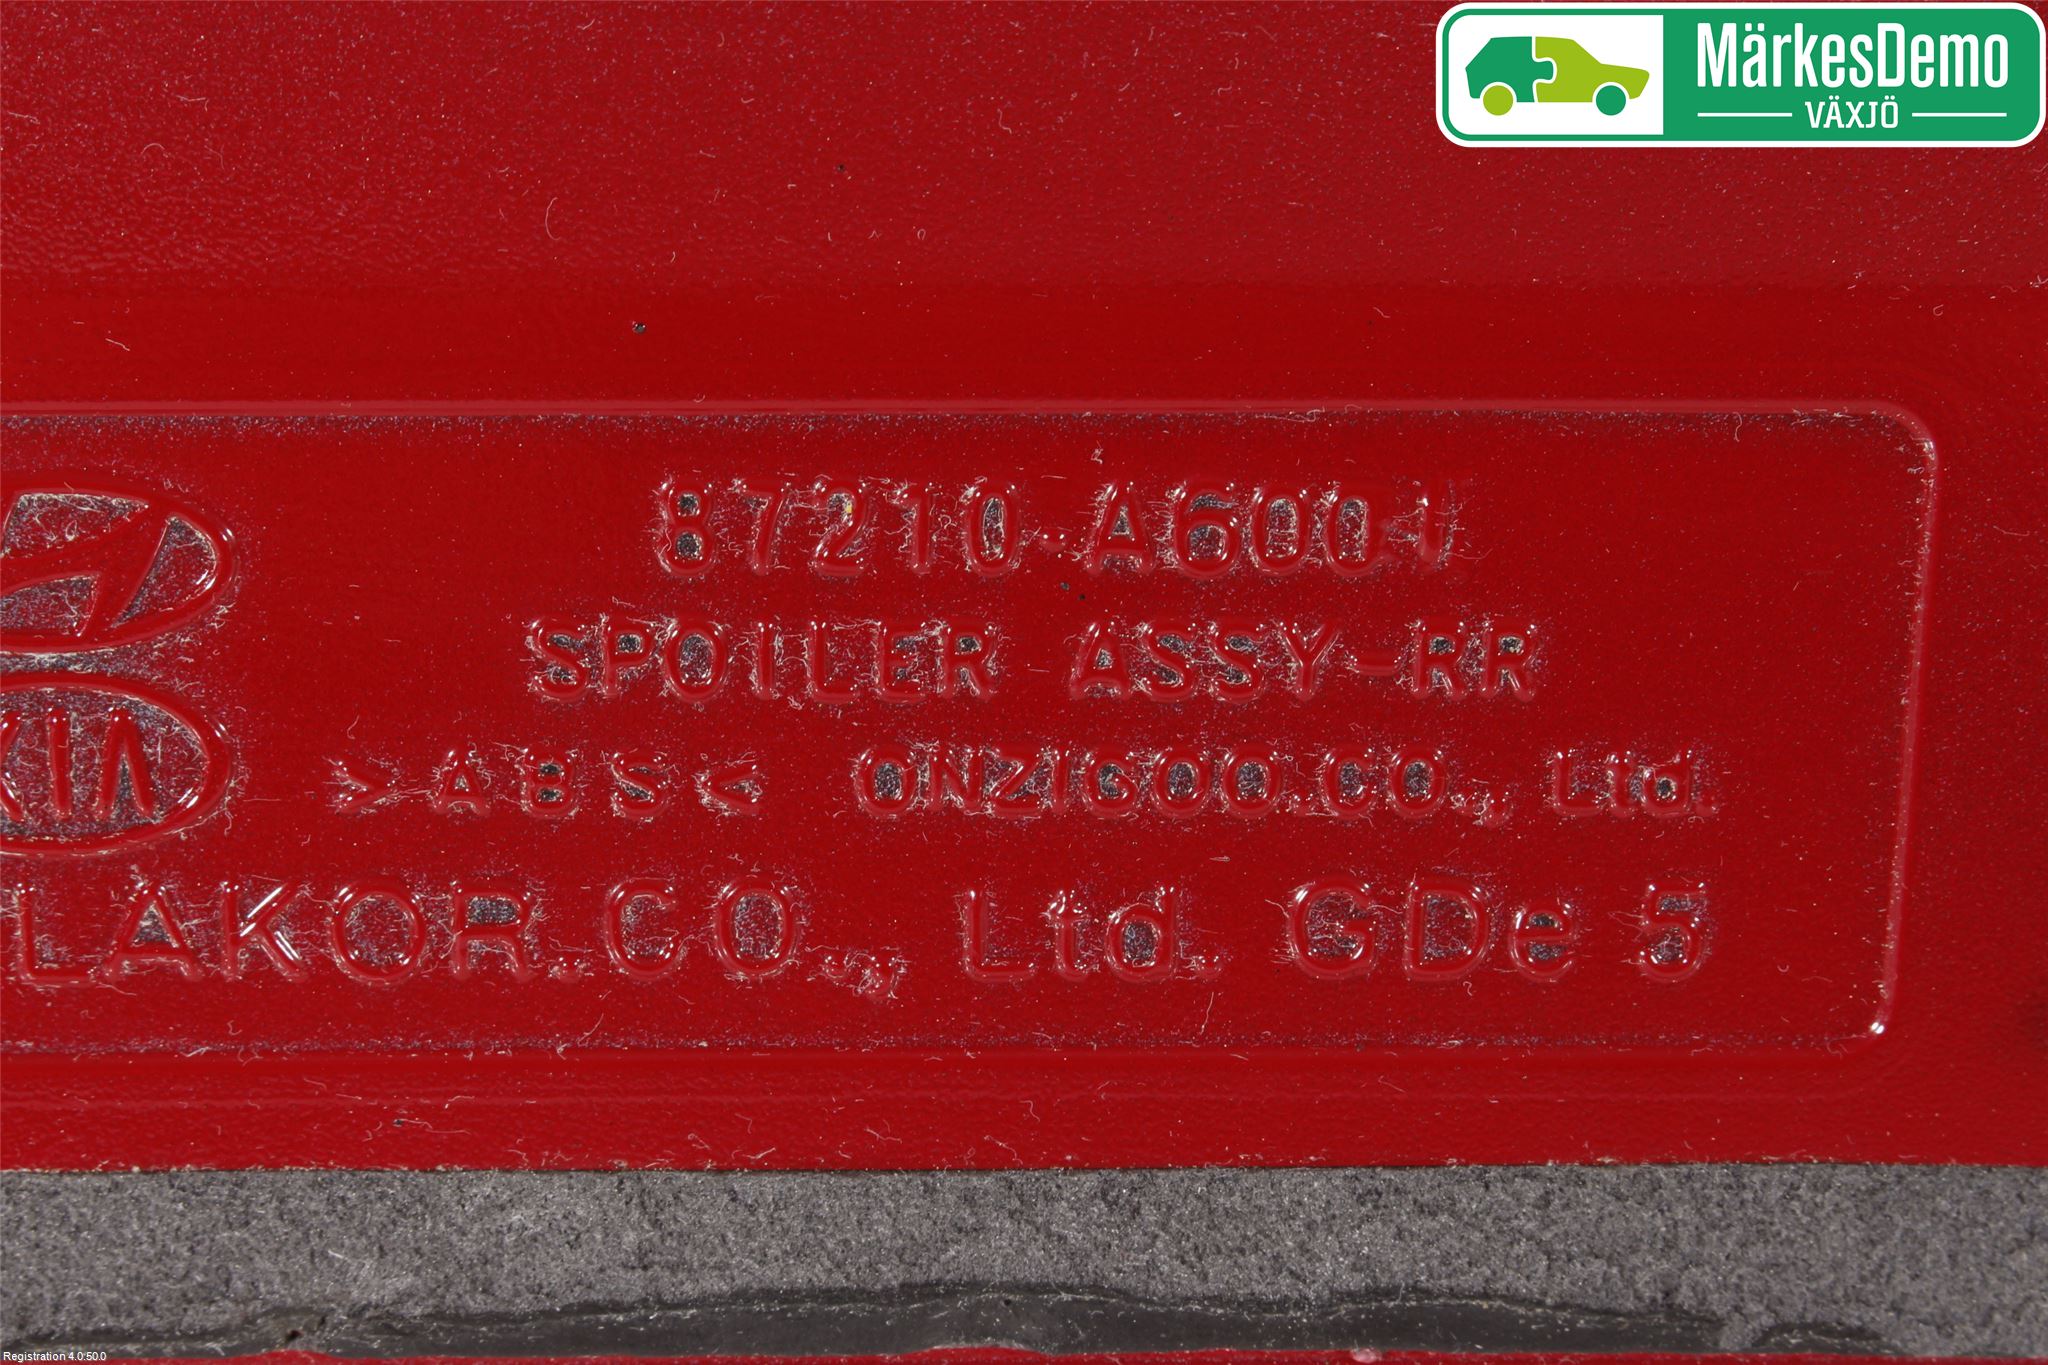 MärkesDemo
VÄXJÖ
87210-A600
SPOILER ASSY-RR
KIA
>ABS< ONZIGOO.CO., Ltd.
LAKOR.CO., Ltd. GDe 5
Registration 4.0.50.0